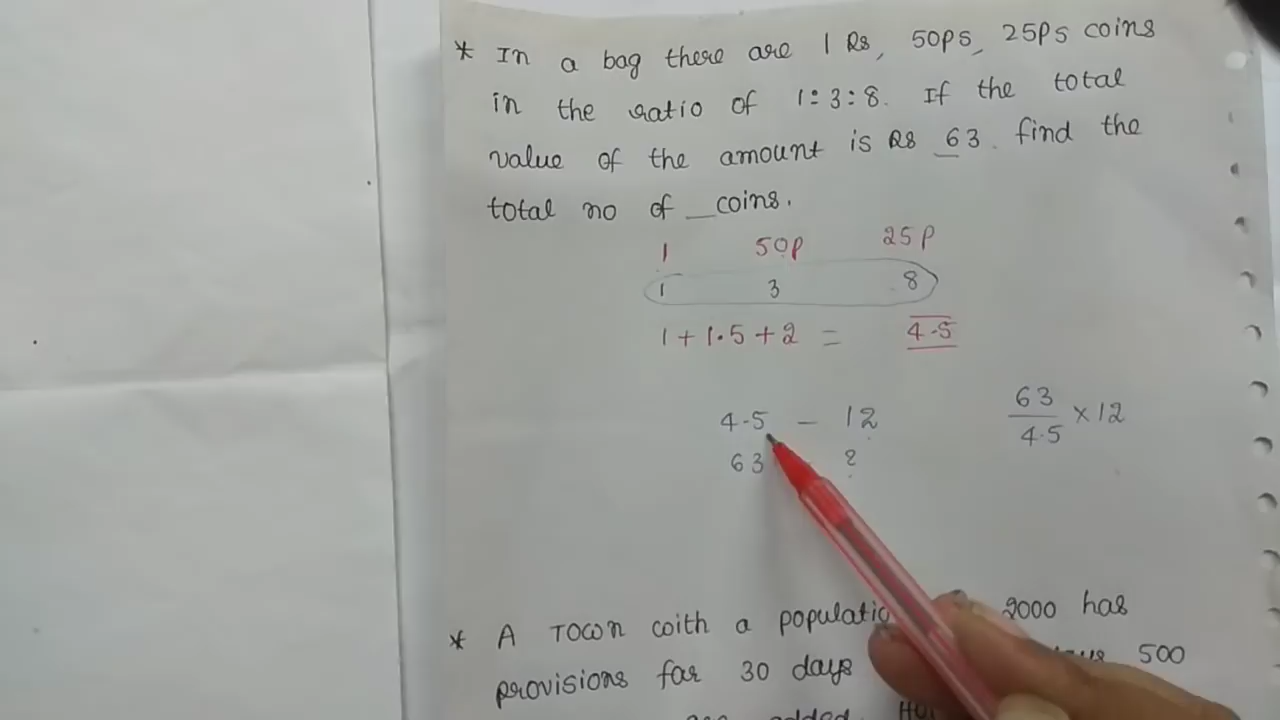 * In a bag there are 1 Rs, 50ps, 25ps coins
in the ratio of 1:3:8. If the total
value of the amount is Rs 63. find the
total no of _ coins.
1 50p 25p
1 3 8
1 + 1.5 + 2 = 4.5
4.5 - 12
63 ?
63/4.5 × 12
* A Town with a populatio 2000 has
provisions for 30 days 500
added.